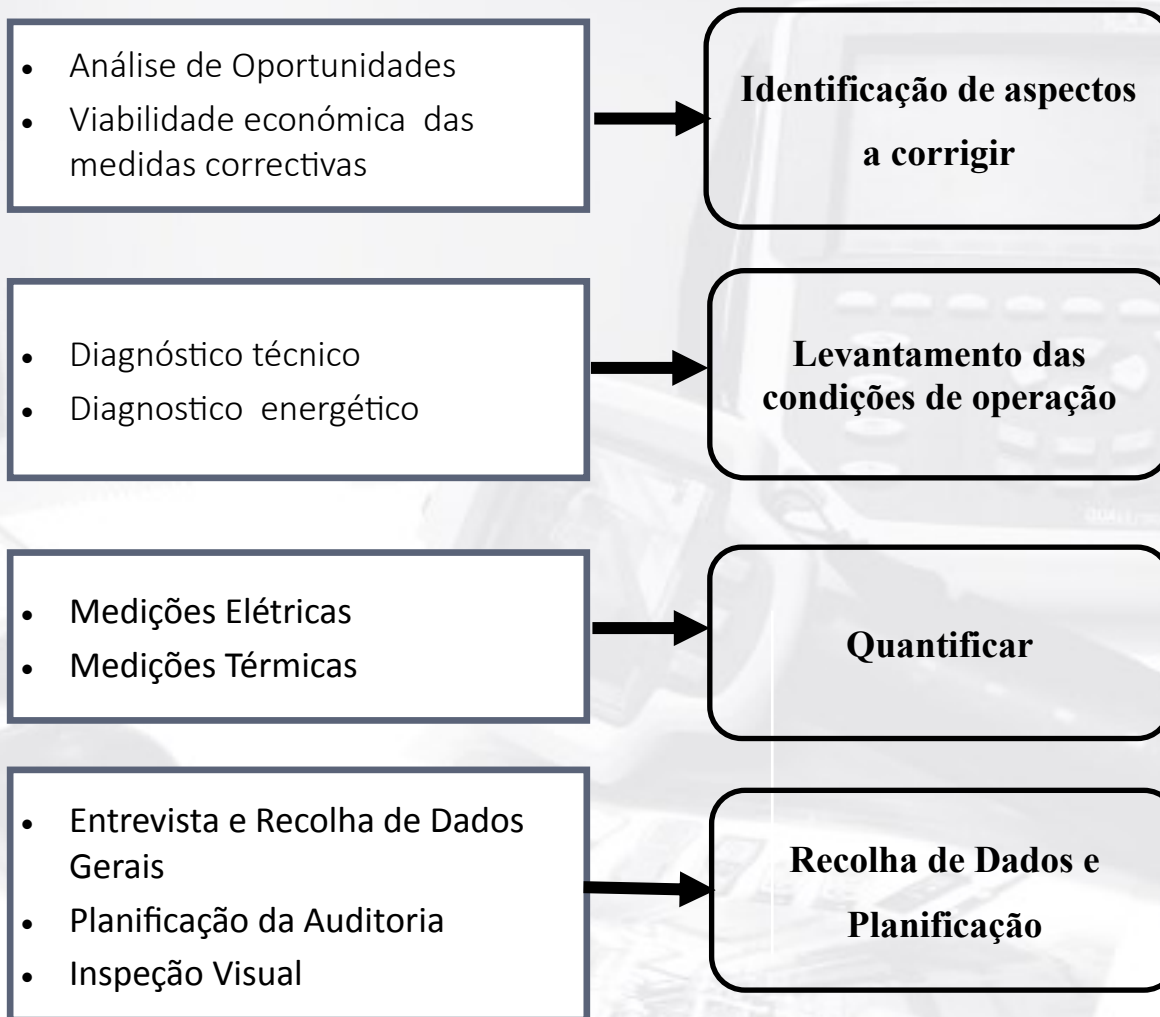 • Análise de Oportunidades
• Viabilidade económica das
medidas correctivas
Identificação de aspectos
a corrigir
• Diagnóstico técnico
• Diagnostico energético
Levantamento das
condições de operação
• Medições Elétricas
• Medições Térmicas
Quantificar
• Entrevista e Recolha de Dados
Gerais
• Planificação da Auditoria
• Inspeção Visual
Recolha de Dados e
Planificação